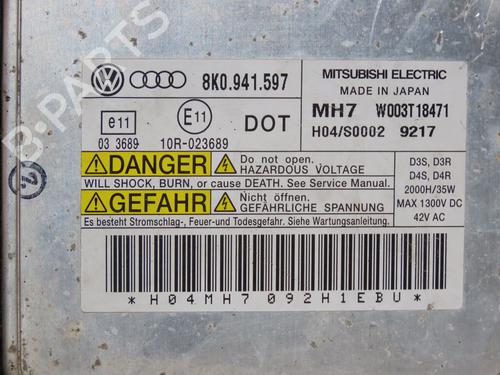 8K0.941.597
MITSUBISHI ELECTRIC
MADE IN JAPAN
MH7 W003T18471
H04/S0002 9217
e11
E11
DOT
03 3689
10R-023689
DANGER
Do not open.
HAZARDOUS VOLTAGE
WILL SHOCK, BURN, or cause DEATH. See Service Manual.
GEFAHR
Nicht öffnen.
GEFÄHRLICHE SPANNUNG
Es besteht Stromschlag-, Feuer-und Todesgefahr. Siehe Wartungsanleitung.
D3S, D3R
D4S, D4R
2000H/35W
MAX 1300V DC
42V AC
*H04MH7092H1EBU*
B-PARTS
2